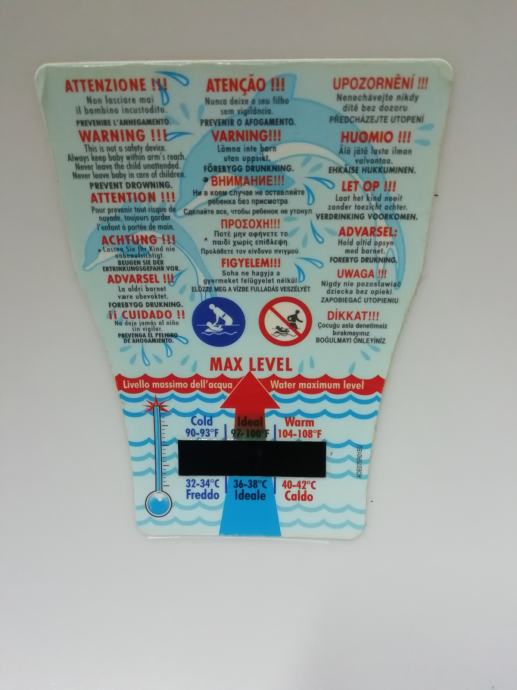 ATTENZIONE !!!
Non lasciare mai
il bambino incustodito.
PREVENIRE L'ANNEGAMENTO.
WARNING !!!
This is not a safety device.
Always keep baby within arm's reach.
Never leave the child unattended.
Never leave baby in care of children.
PREVENT DROWNING.
ATTENTION !!!
Pour prevenir tout risque de
noyade, toujours garder
l'enfant à portée de main.
ACHTUNG !!!
Lassen Sie Ihr Kind nie
unbeaufsichtigt.
BEUGEN SIE DER
ERTRINKUNGSGEFAHR VOR.
ADVARSEL !!!
La aldri barnet
være ubevoktet.
FOREBYGG DRUKNING.
¡¡ CUIDADO !!
No deje jamás al niño
sin vigilar.
PREVENGA EL PELIGRO
DE AHOGAMIENTO.
ATENÇÃO !!!
Nunca deixe o seu filho
sem vigilância.
PREVENIR O AFOGAMENTO.
VARNING!!!
Lämna inte barn
utan uppsikt.
FÖREBYGG DRUNKNING.
ВНИМАНИЕ!!!
Ни в коем случае не оставляйте
ребенка без присмотра.
Сделайте все, чтобы ребенок не утонул
ΠΡΟΣΟΧΗ!!!
Ποτέ μην αφήνετε το
παιδί χωρίς επίβλεψη.
Προλάβετε τον κίνδυνο πνιγμού.
FIGYELEM!!!
Soha ne hagyja a
gyermeket felügyelet nélkül!
ELŐZZE MEG A VÍZBE FULLADÁS VESZÉLYÉT
UPOZORNĚNÍ !!!
Nenechávejte nikdy
dítě bez dozoru
PŘEDCHÁZEJTE UTOPENÍ
HUOMIO !!!
Älä jätä lasta ilman
valvontaa.
EHKÄISE HUKKUMINEN.
LET OP !!!
Laat het kind nooit
zonder toezicht achter.
VERDRINKING VOORKOMEN.
ADVARSEL:
Hold altid opsyn
med barnet.
FOREBYG DRUKNING.
UWAGA !!!
Nigdy nie pozostawiać
dziecka bez opieki.
ZAPOBIEGAĆ UTOPIENIU
DİKKAT!!!
Çocuğu asla denetimsiz
bırakmayınız.
BOĞULMAYI ÖNLEYİNİZ.
MAX LEVEL
Livello massimo dell'acqua
Water maximum level
Cold Ideal Warm
90-93°F 97-100°F 104-108°F
32-34°C 36-38°C 40-42°C
Freddo Ideale Caldo